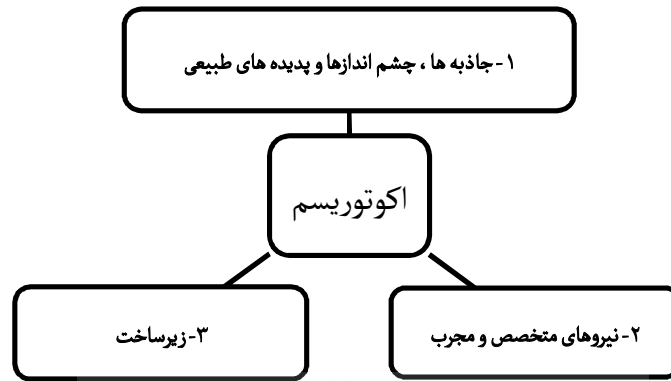 ۱-جاذبه ها ، چشم اندازها و پدیده های طبیعی
اکوتوریسم
۲-نیروهای متخصص و مجرب
۳-زیرساخت